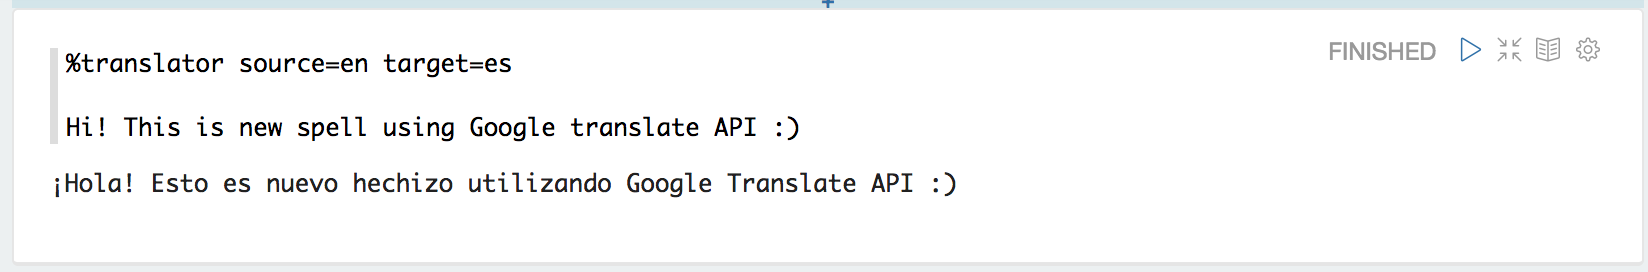 %translator source=en target=es
FINISHED
Hi! This is new spell using Google translate API :)
¡Hola! Esto es nuevo hechizo utilizando Google Translate API :)